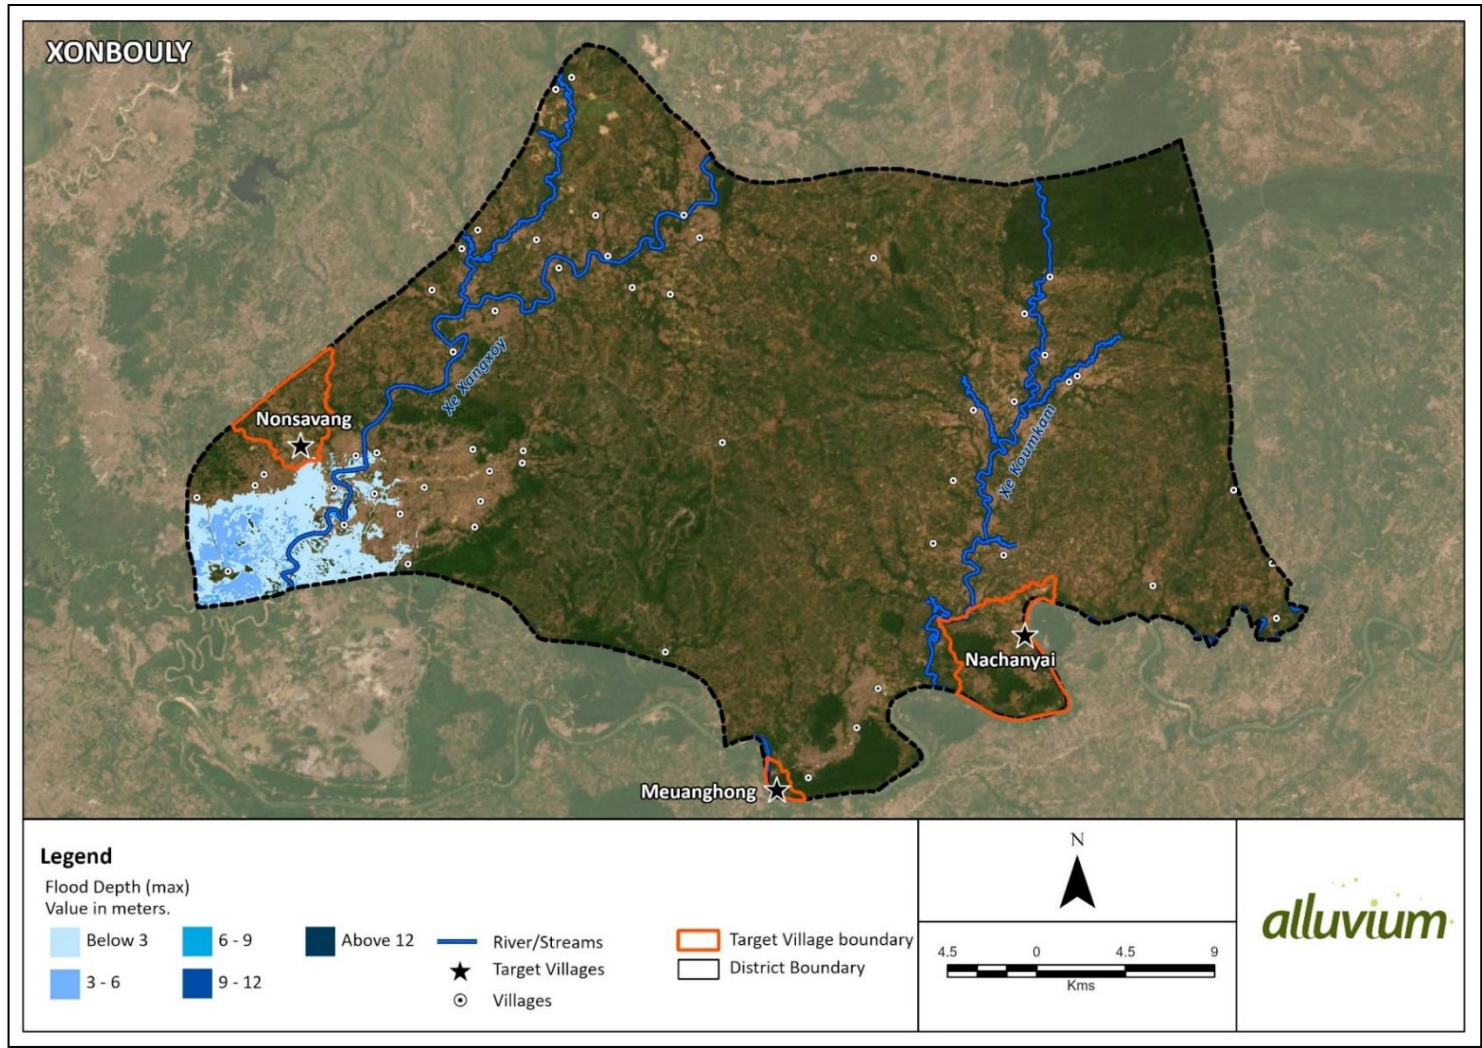 XONBOULY
Xe Xangxoy
Nonsavang
Xe Koumkam
Nachanyai
Meuanghong
Legend
Flood Depth (max)
Value in meters.
Below 3
6 - 9
Above 12
3 - 6
9 - 12
River/Streams
Target Villages
Villages
Target Village boundary
District Boundary
N
4.5 0 4.5 9
Kms
alluvium